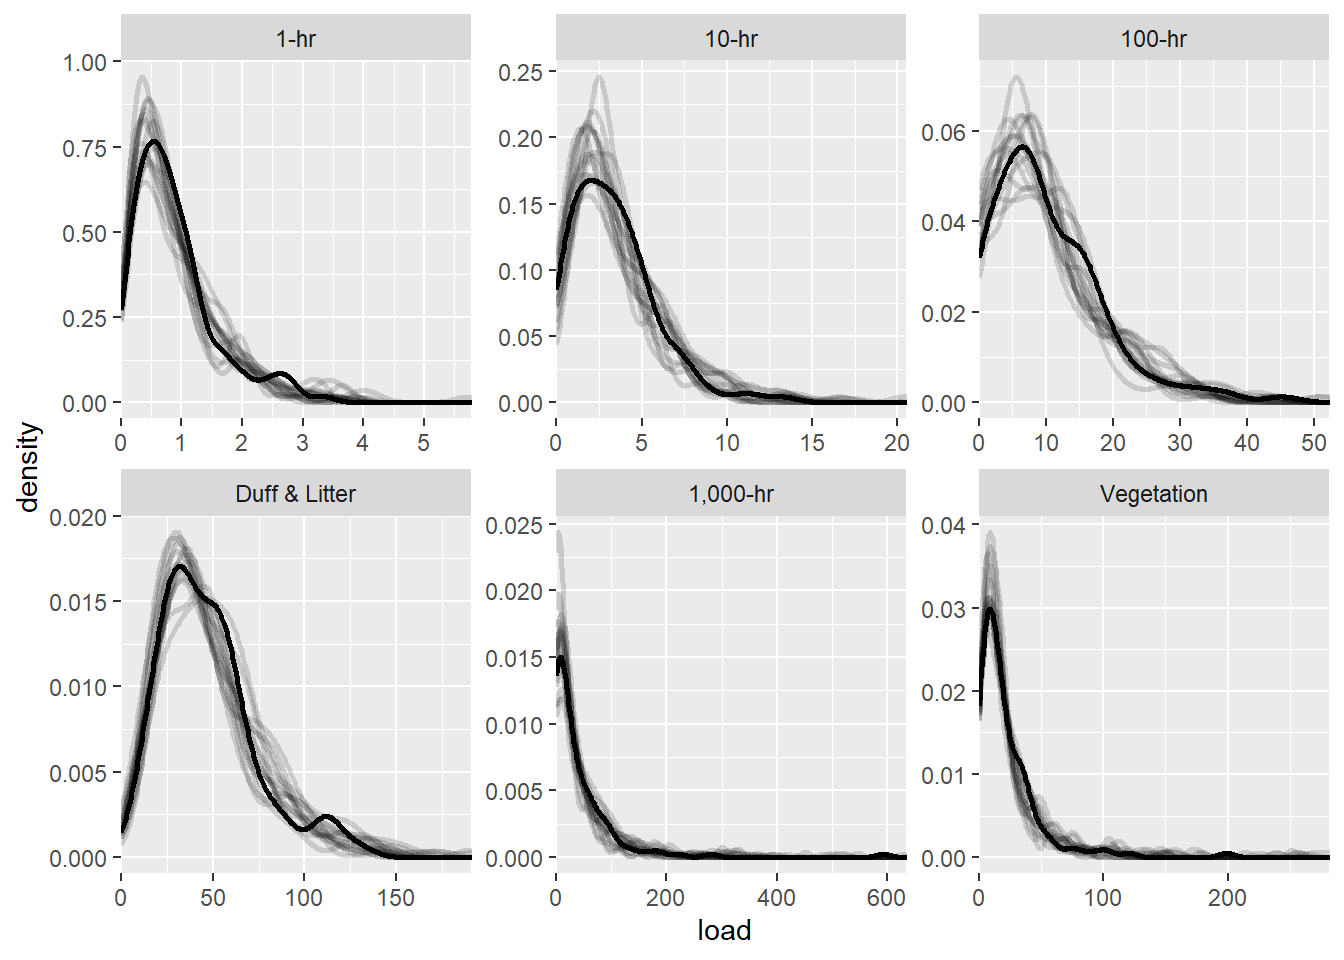 1-hr
10-hr
100-hr
1.00
0.75
0.50
0.25
0.00
0 1 2 3 4 5
0.25
0.20
0.15
0.10
0.05
0.00
0 5 10 15 20
0.06
0.04
0.02
0.00
0 10 20 30 40 50
density
Duff & Litter
1,000-hr
Vegetation
0.020
0.015
0.010
0.005
0.000
0 50 100 150
0.025
0.020
0.015
0.010
0.005
0.000
0 200 400 600
0.04
0.03
0.02
0.01
0.00
0 100 200
load